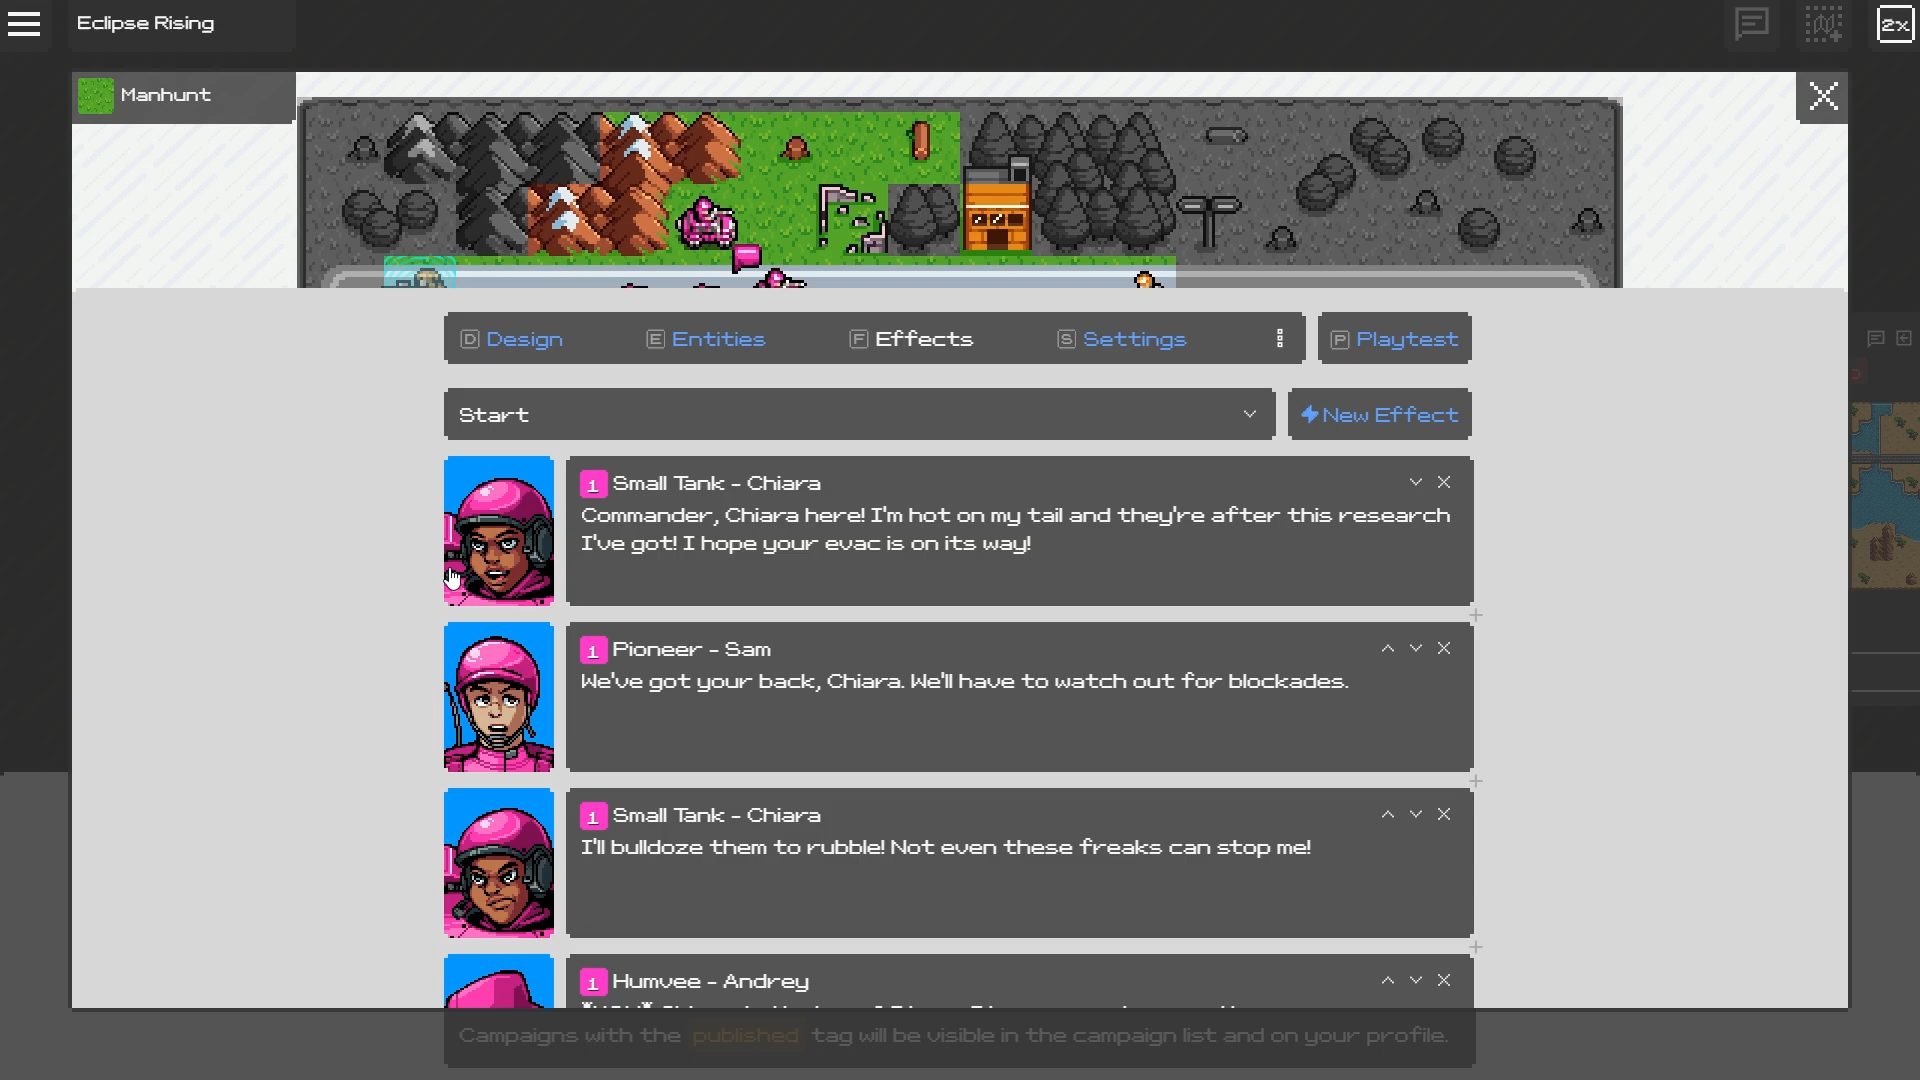 Eclipse Rising
2x
Manhunt
D Design
E Entities
F Effects
S Settings
P Playtest
Start
New Effect
1 Small Tank - Chiara
Commander, Chiara here! I'm hot on my tail and they're after this research
I've got! I hope your evac is on its way!
1 Pioneer - Sam
We've got your back, Chiara. We'll have to watch out for blockades.
1 Small Tank - Chiara
I'll bulldoze them to rubble! Not even these freaks can stop me!
1 Humvee - Andrey
Campaigns with the published tag will be visible in the campaign list and on your profile.